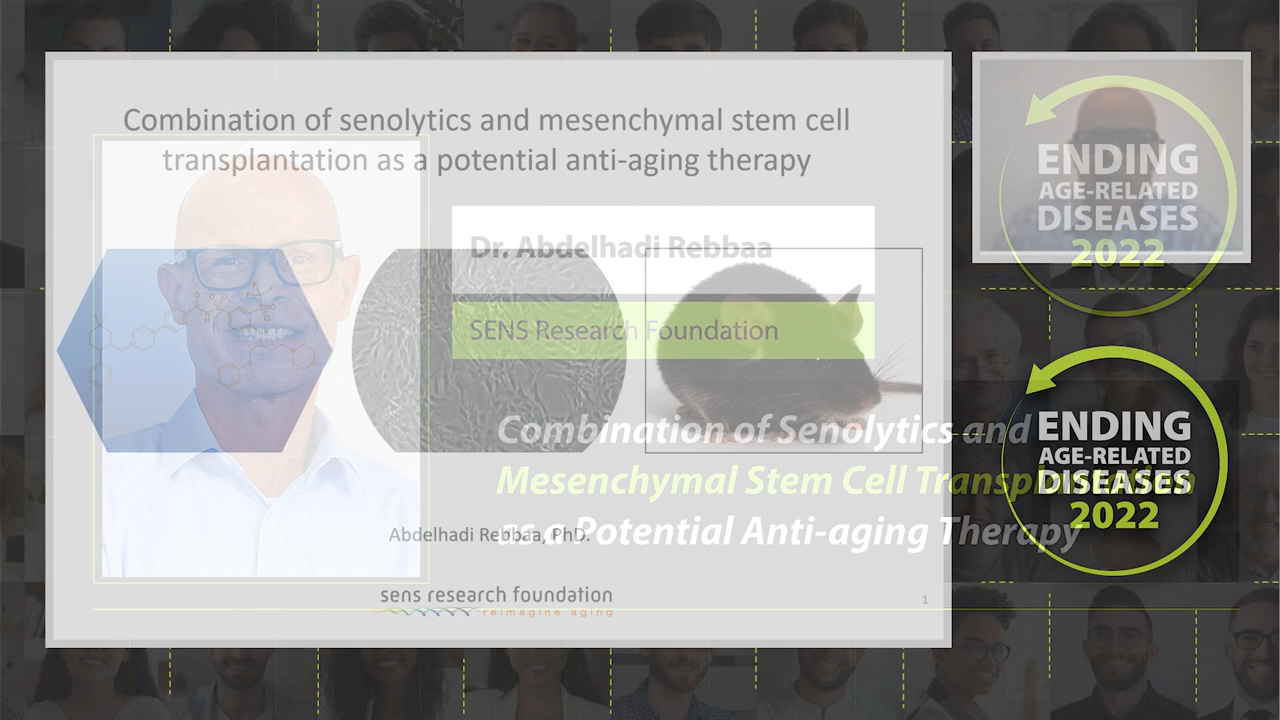 Combination of senolytics and mesenchymal stem cell
transplantation as a potential anti-aging therapy
Dr. Abdelhadi Rebbaa
SENS Research Foundation
Combination of Senolytics and
Mesenchymal Stem Cell Transplantation
as a Potential Anti-aging Therapy
Abdelhadi Rebbaa, PhD.
sens research foundation
reimagine aging
1
ENDING
AGE-RELATED
DISEASES
2022
ENDING
AGE-RELATED
DISEASES
2022